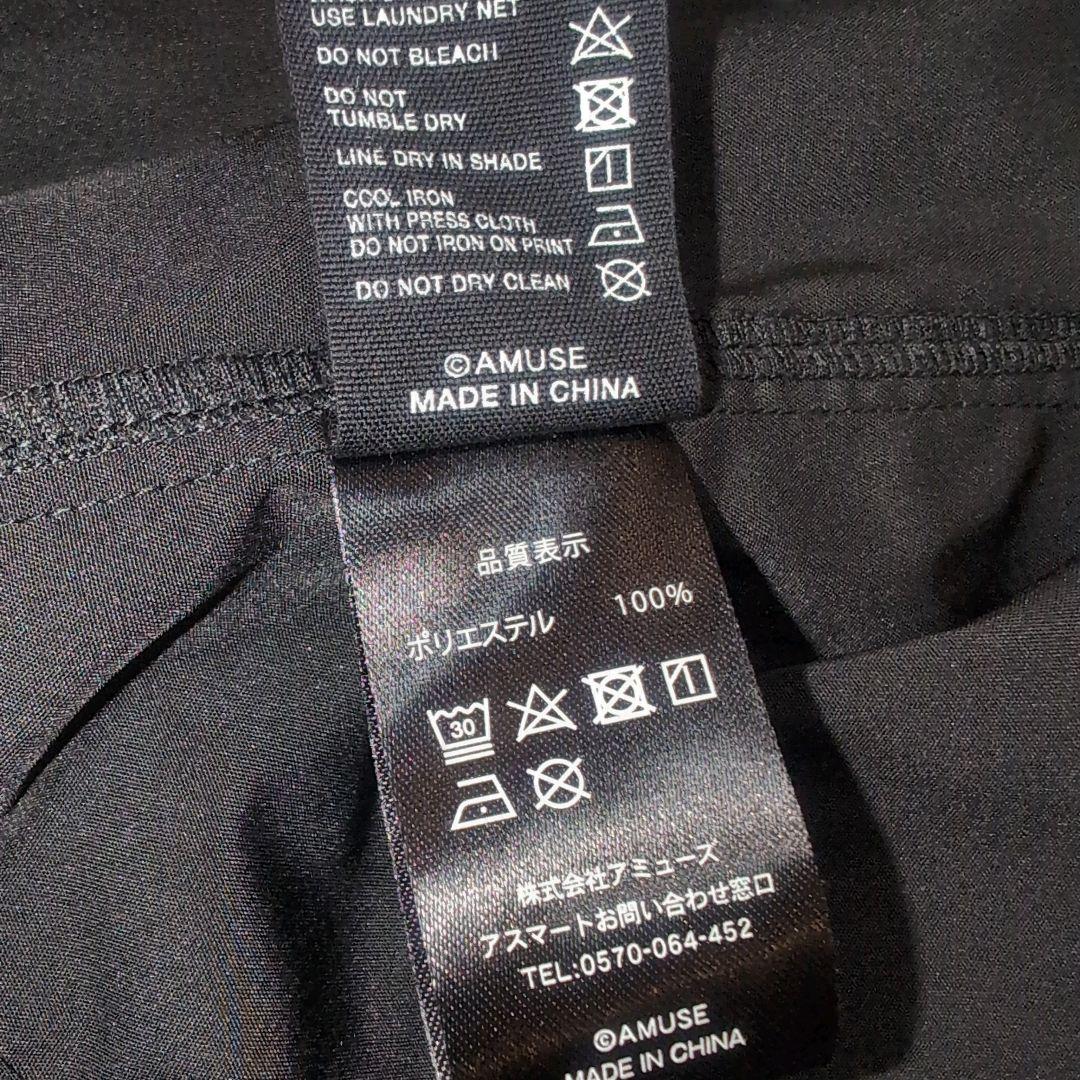 USE LAUNDRY NET
DO NOT BLEACH
DO NOT
TUMBLE DRY
LINE DRY IN SHADE
COOL IRON
WITH PRESS CLOTH
DO NOT IRON ON PRINT
DO NOT DRY CLEAN
©AMUSE
MADE IN CHINA
品質表示
ポリエステル 100%
30
株式会社アミューズ
アスマートお問い合わせ窓口
TEL:0570-064-452
©AMUSE
MADE IN CHINA